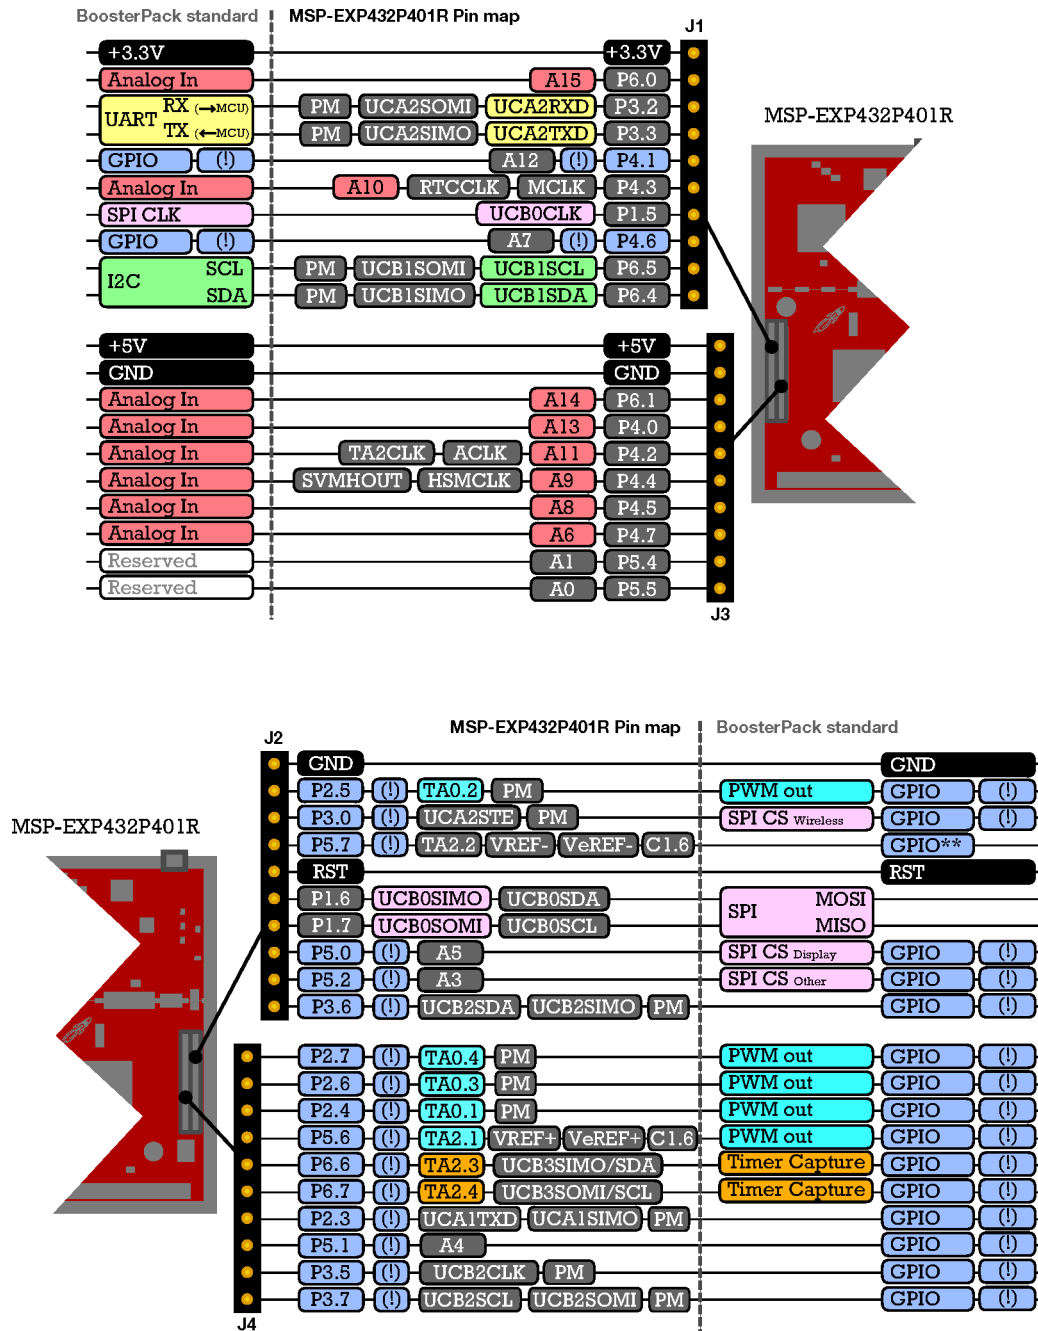 BoosterPack standard MSP-EXP432P401R Pin map
J1
+3.3V +3.3V
Analog In A15 P6.0
UART RX (→MCU) PM UCA2SOMI UCA2RXD P3.2
TX (←MCU) PM UCA2SIMO UCA2TXD P3.3
MSP-EXP432P401R
GPIO (!) A12 (!) P4.1
Analog In A10 RTCCLK MCLK P4.3
SPI CLK UCB0CLK P1.5
GPIO (!) A7 (!) P4.6
I2C SCL PM UCB1SOMI UCB1SCL P6.5
SDA PM UCB1SIMO UCB1SDA P6.4
+5V +5V
GND GND
Analog In A14 P6.1
Analog In A13 P4.0
Analog In TA2CLK ACLK A11 P4.2
Analog In SVMHOUT HSMCLK A9 P4.4
Analog In A8 P4.5
Analog In A6 P4.7
Reserved A1 P5.4
Reserved A0 P5.5
J3
MSP-EXP432P401R Pin map BoosterPack standard
J2
GND GND
P2.5 (!) TA0.2 PM PWM out GPIO (!)
P3.0 (!) UCA2STE PM SPI CS Wireless GPIO (!)
MSP-EXP432P401R
P5.7 (!) TA2.2 VREF- VeREF- C1.6 GPIO**
RST RST
P1.6 UCB0SIMO UCB0SDA SPI MOSI
P1.7 UCB0SOMI UCB0SCL MISO
P5.0 (!) A5 SPI CS Display GPIO (!)
P5.2 (!) A3 SPI CS Other GPIO (!)
P3.6 (!) UCB2SDA UCB2SIMO PM GPIO (!)
P2.7 (!) TA0.4 PM PWM out GPIO (!)
P2.6 (!) TA0.3 PM PWM out GPIO (!)
P2.4 (!) TA0.1 PM PWM out GPIO (!)
P5.6 (!) TA2.1 VREF+ VeREF+ C1.6 PWM out GPIO (!)
P6.6 (!) TA2.3 UCB3SIMO/SDA Timer Capture GPIO (!)
P6.7 (!) TA2.4 UCB3SOMI/SCL Timer Capture GPIO (!)
P2.3 (!) UCA1TXD UCA1SIMO PM GPIO (!)
P5.1 (!) A4 GPIO (!)
P3.5 (!) UCB2CLK PM GPIO (!)
P3.7 (!) UCB2SCL UCB2SOMI PM GPIO (!)
J4